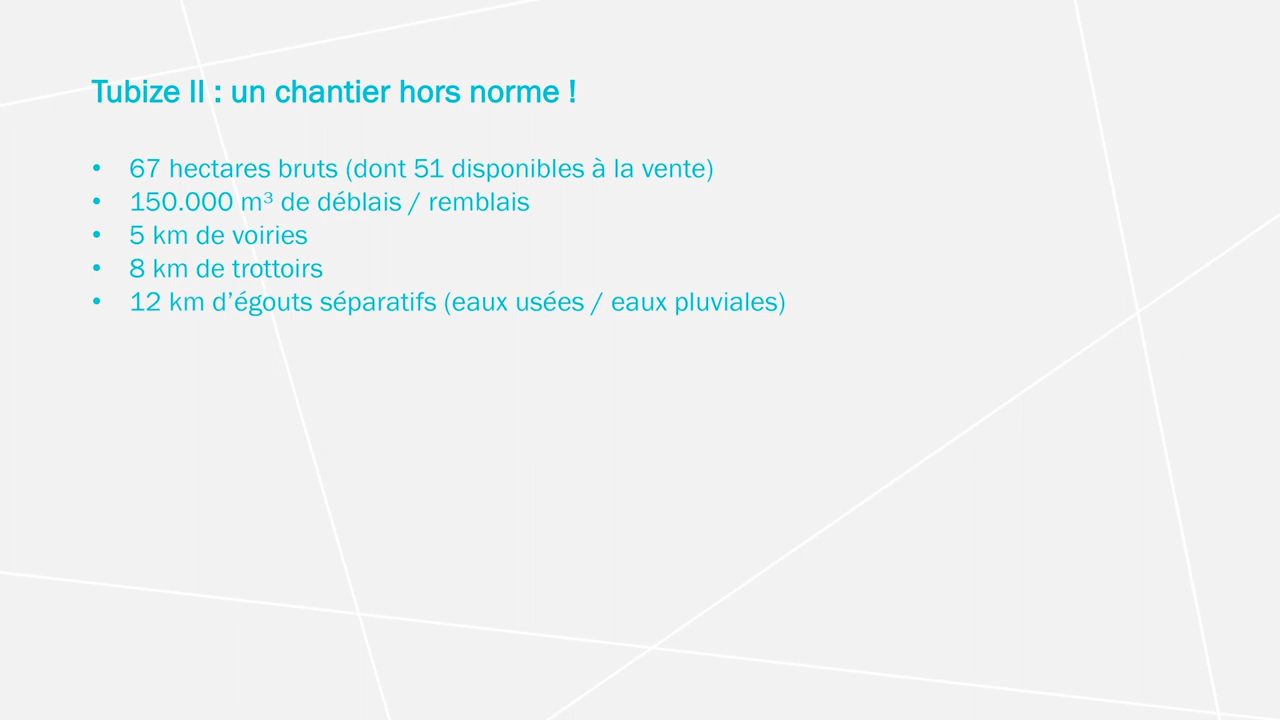 Tubize II : un chantier hors norme !
• 67 hectares bruts (dont 51 disponibles à la vente)
• 150.000 m³ de déblais / remblais
• 5 km de voiries
• 8 km de trottoirs
• 12 km d’égouts séparatifs (eaux usées / eaux pluviales)